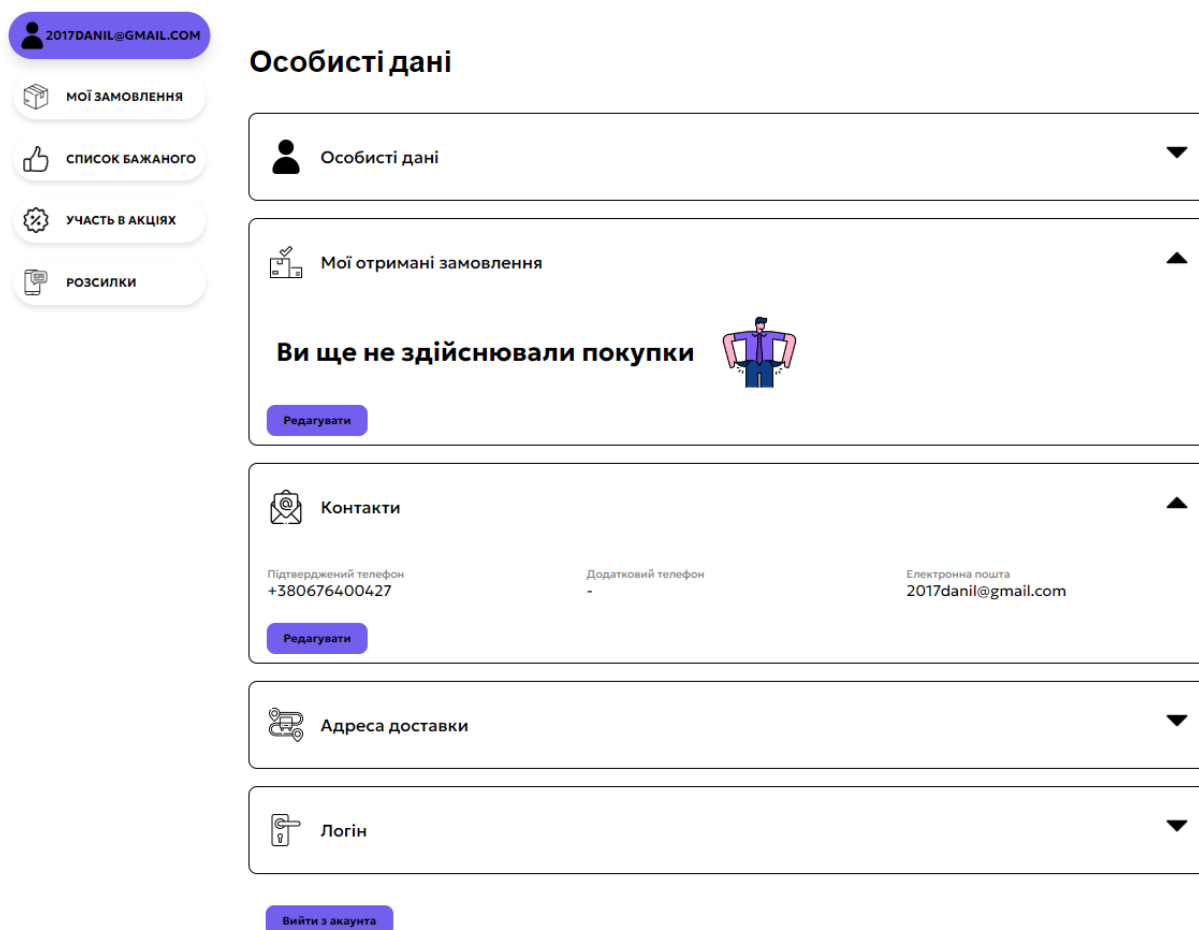 2017DANIL@GMAIL.COM
МОЇ ЗАМОВЛЕННЯ
СПИСОК БАЖАНОГО
УЧАСТЬ В АКЦІЯХ
РОЗСИЛКИ
Особисті дані
Особисті дані
Мої отримані замовлення
Ви ще не здійснювали покупки
Редагувати
Контакти
Підтверджений телефон
+380676400427
Додатковий телефон
-
Електронна пошта
2017danil@gmail.com
Редагувати
Адреса доставки
Логін
Вийти з акаунта